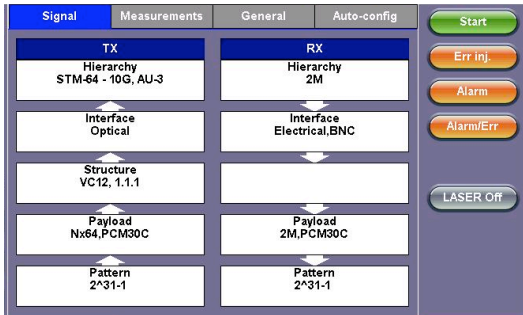 Signal
Measurements
General
Auto-config
TX
Hierarchy
STM-64 - 10G, AU-3
Interface
Optical
Structure
VC12, 1.1.1
Payload
Nx64,PCM30C
Pattern
2^31-1
RX
Hierarchy
2M
Interface
Electrical,BNC
Payload
2M,PCM30C
Pattern
2^31-1
Start
Err inj.
Alarm
Alarm/Err
LASER Off